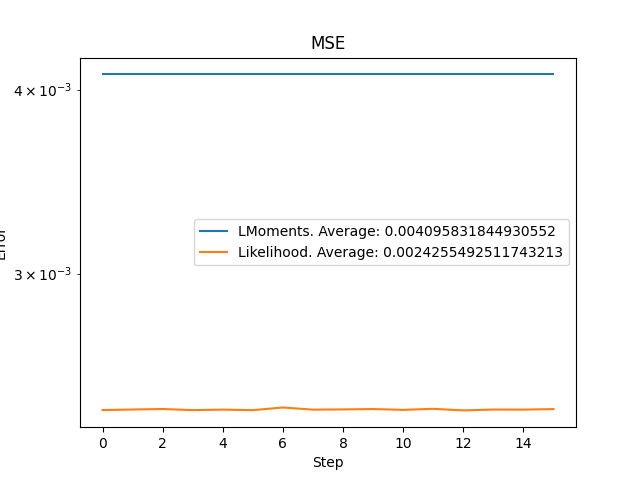 MSE
4 × 10⁻³
3 × 10⁻³
Error
LMoments. Average: 0.004095831844930552
Likelihood. Average: 0.0024255492511743213
0 2 4 6 8 10 12 14
Step